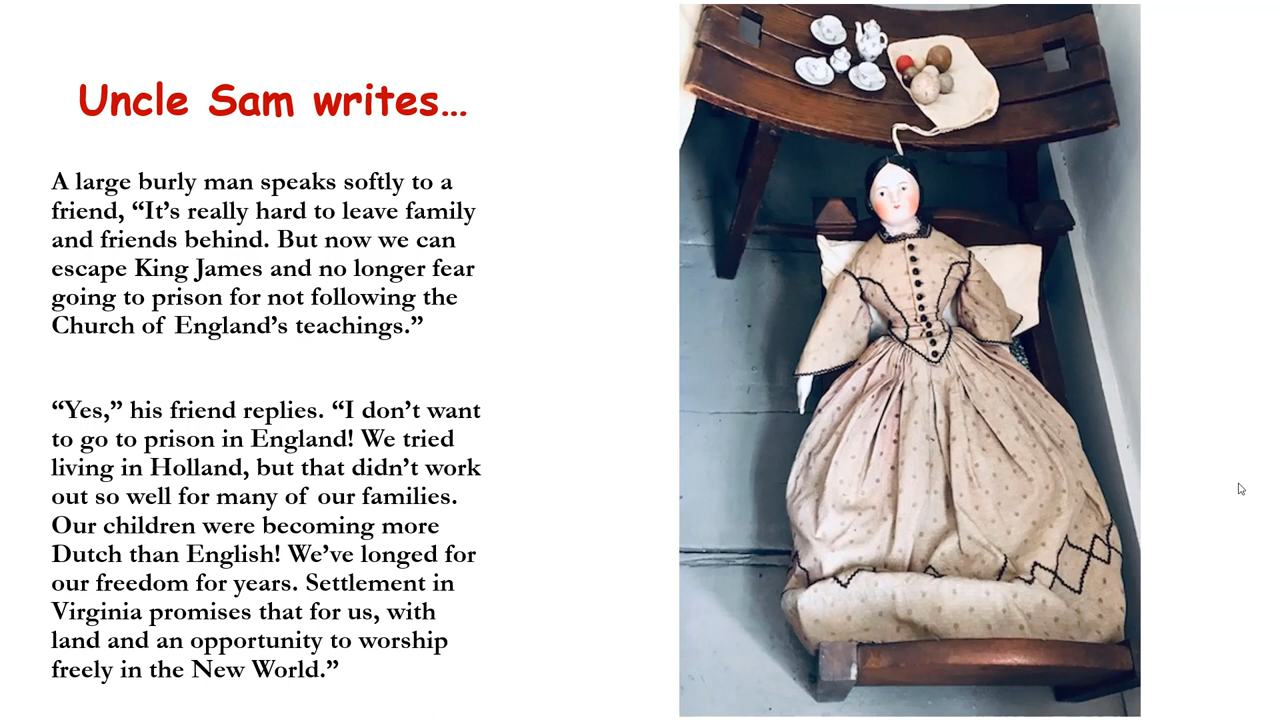 Uncle Sam writes...
A large burly man speaks softly to a
friend, “It’s really hard to leave family
and friends behind. But now we can
escape King James and no longer fear
going to prison for not following the
Church of England’s teachings.”
“Yes,” his friend replies. “I don’t want
to go to prison in England! We tried
living in Holland, but that didn’t work
out so well for many of our families.
Our children were becoming more
Dutch than English! We’ve longed for
our freedom for years. Settlement in
Virginia promises that for us, with
land and an opportunity to worship
freely in the New World.”